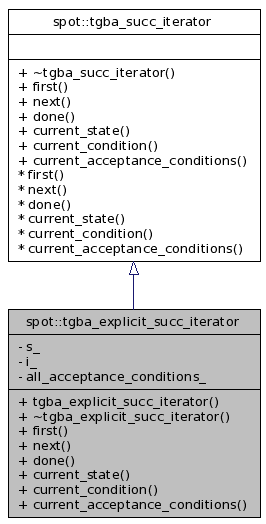 spot::tgba_succ_iterator
+ ~tgba_succ_iterator()
+ first()
+ next()
+ done()
+ current_state()
+ current_condition()
+ current_acceptance_conditions()
* first()
* next()
* done()
* current_state()
* current_condition()
* current_acceptance_conditions()
spot::tgba_explicit_succ_iterator
- s_
- i_
- all_acceptance_conditions_
+ tgba_explicit_succ_iterator()
+ ~tgba_explicit_succ_iterator()
+ first()
+ next()
+ done()
+ current_state()
+ current_condition()
+ current_acceptance_conditions()